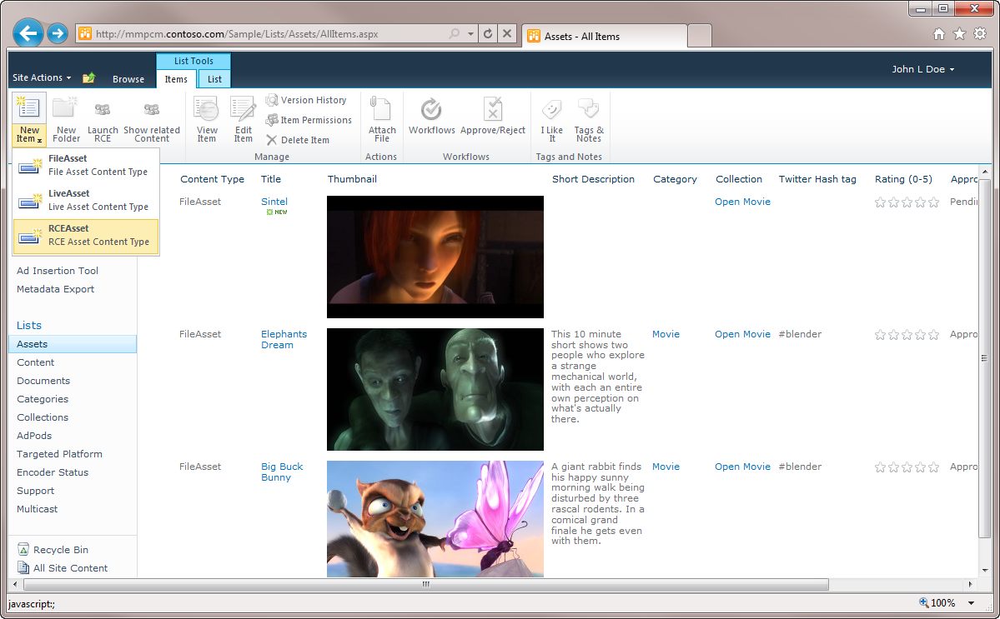 http://mmpcm.contoso.com/Sample/Lists/Assets/AllItems.aspx
Assets - All Items
List Tools
Site Actions
Browse
Items
List
John L Doe
New Item
New Folder
Launch RCE
Show related Content
View Item
Edit Item
Version History
Item Permissions
Delete Item
Manage
Attach File
Actions
Workflows
Approve/Reject
Workflows
I Like It
Tags & Notes
Tags and Notes
FileAsset
File Asset Content Type
LiveAsset
Live Asset Content Type
RCEAsset
RCE Asset Content Type
Ad Insertion Tool
Metadata Export
Lists
Assets
Content
Documents
Categories
Collections
AdPods
Targeted Platform
Encoder Status
Support
Multicast
Recycle Bin
All Site Content
Content Type
Title
Thumbnail
Short Description
Category
Collection
Twitter Hash tag
Rating (0-5)
Appro
FileAsset
Sintel
NEW
Open Movie
Pendin
FileAsset
Elephants
Dream
This 10 minute
short shows two
people who explore
a strange
mechanical world,
with each an entire
own perception on
what's actually
there.
Movie
Open Movie
#blender
Appro
FileAsset
Big Buck
Bunny
A giant rabbit finds
his happy sunny
morning walk being
disturbed by three
rascal rodents. In a
comical grand
finale he gets even
with them.
Movie
Open Movie
#blender
Appro
javascript:;
100%